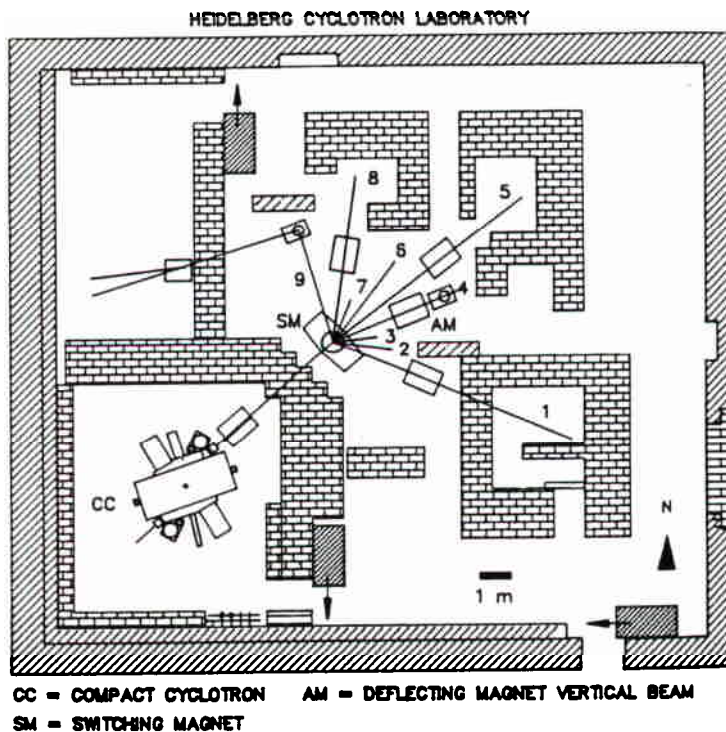 HEIDELBERG CYCLOTRON LABORATORY
8
5
6
7
4
9
SM
AM
3
2
1
CC
N
1 m
CC = COMPACT CYCLOTRON AM = DEFLECTING MAGNET VERTICAL BEAM
SM = SWITCHING MAGNET